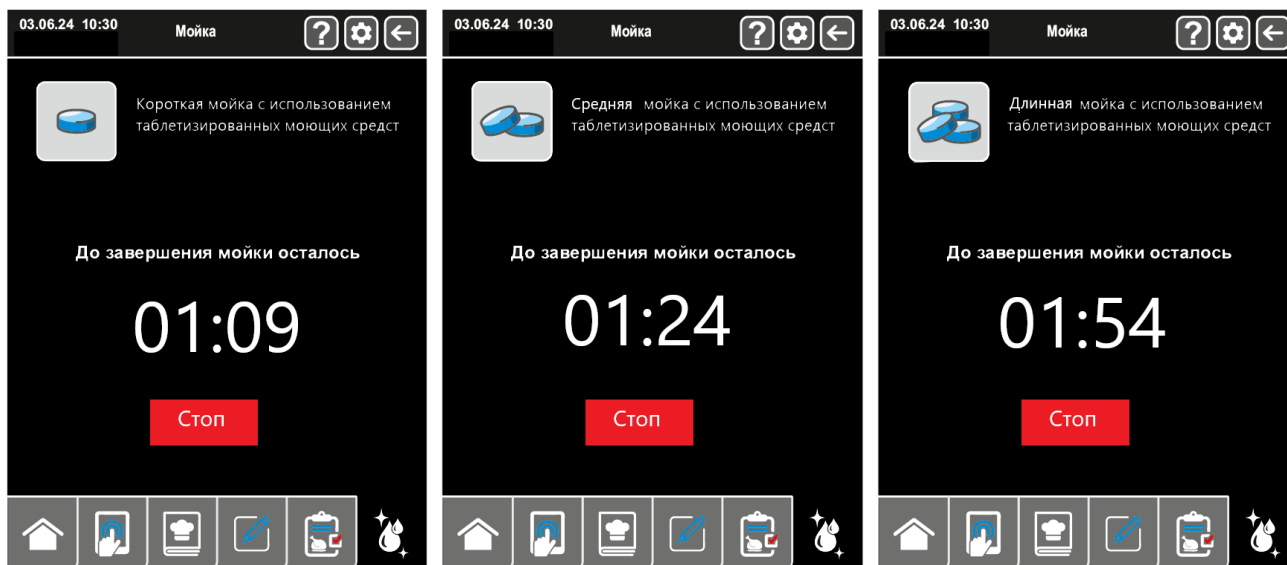 03.06.24 10:30
Мойка
?
Короткая мойка с использованием
таблетизированных моющих средст
До завершения мойки осталось
01:09
Стоп
03.06.24 10:30
Мойка
?
Средняя мойка с использованием
таблетизированных моющих средст
До завершения мойки осталось
01:24
Стоп
03.06.24 10:30
Мойка
?
Длинная мойка с использованием
таблетизированных моющих средст
До завершения мойки осталось
01:54
Стоп